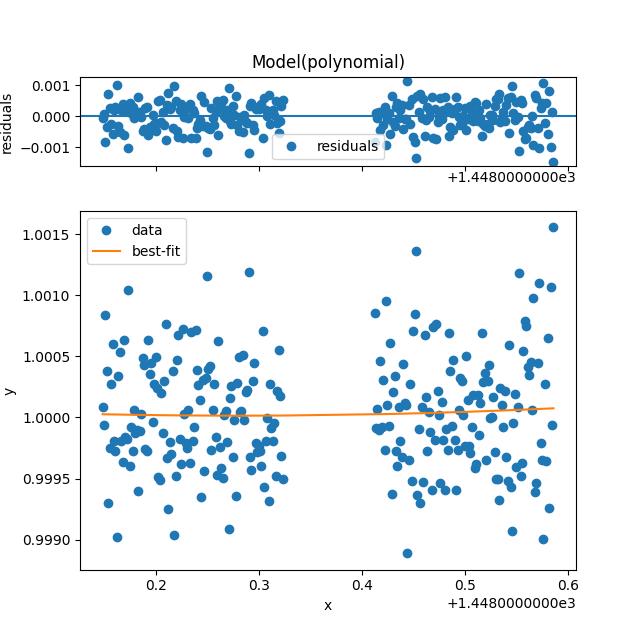 Model(polynomial)
0.001
0.000
−0.001
residuals
residuals
+1.4480000000e3
1.0015
1.0010
1.0005
1.0000
0.9995
0.9990
y
data
best-fit
0.2 0.3 0.4 0.5 0.6
x
+1.4480000000e3